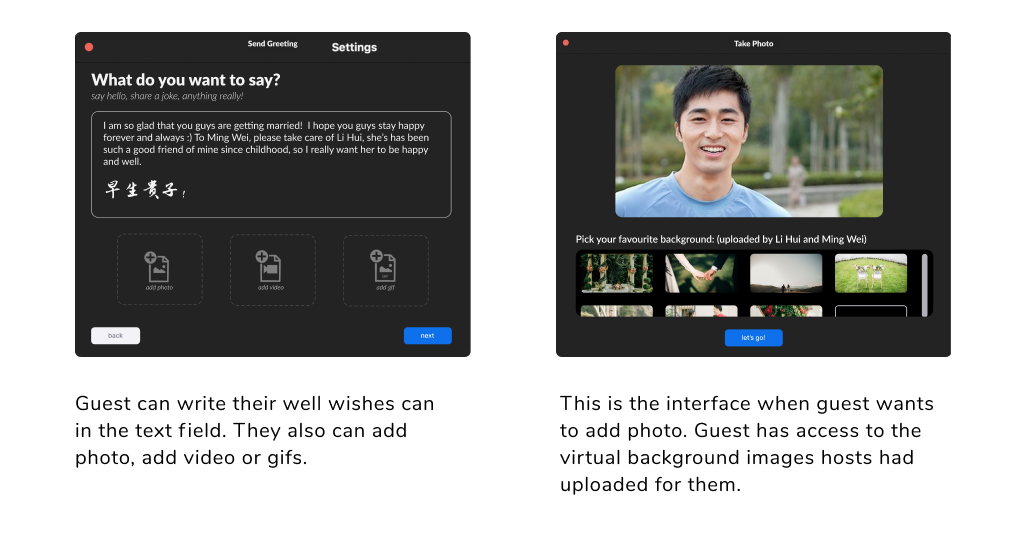 Send Greeting
Settings
What do you want to say?
say hello, share a joke, anything really!
I am so glad that you guys are getting married!  I hope you guys stay happy
forever and always :) To Ming Wei, please take care of Li Hui, she's has been
such a good friend of mine since childhood, so I really want her to be happy
and well.
早生贵子!
add photo
add video
GIF
add gif
back
next
Guest can write their well wishes can
in the text field. They also can add
photo, add video or gifs.
Take Photo
Pick your favourite background: (uploaded by Li Hui and Ming Wei)
let's go!
This is the interface when guest wants
to add photo. Guest has access to the
virtual background images hosts had
uploaded for them.